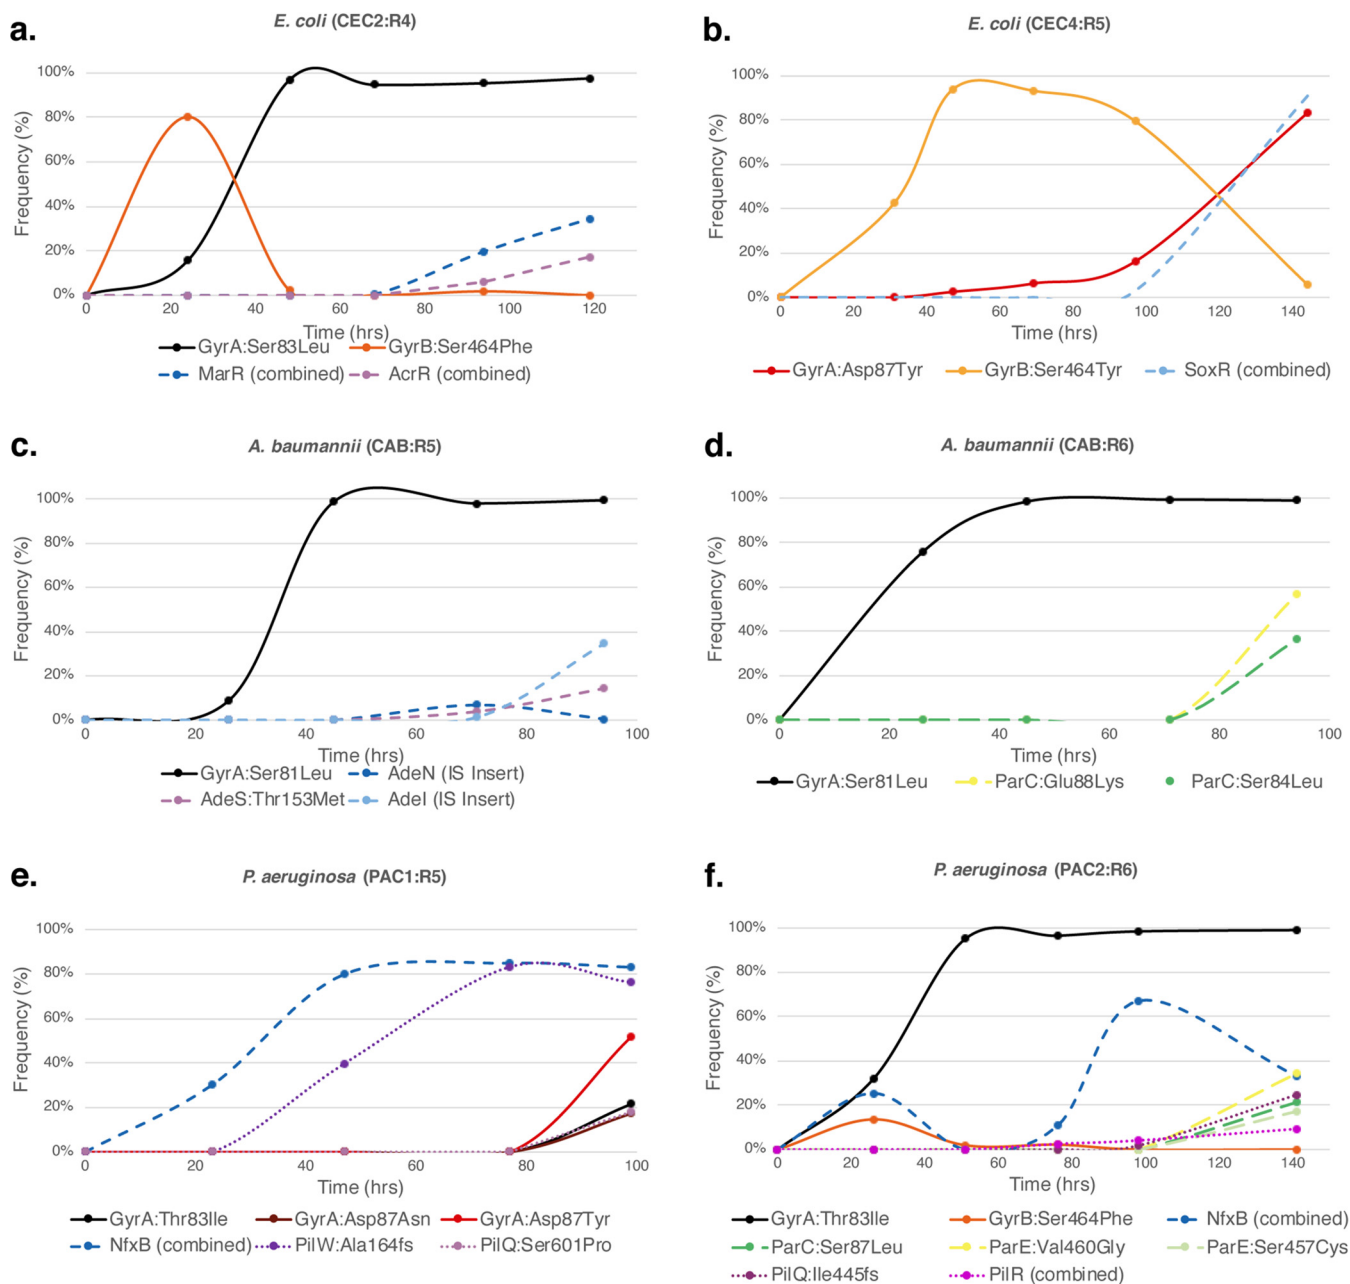 a.
E. coli (CEC2:R4)
Frequency (%)
100%
80%
60%
40%
20%
0%
0 20 40 60 80 100 120
Time (hrs)
GyrA:Ser83Leu GyrB:Ser464Phe
MarR (combined) AcrR (combined)
b.
E. coli (CEC4:R5)
Frequency (%)
100%
80%
60%
40%
20%
0%
0 20 40 60 80 100 120 140
Time (hrs)
GyrA:Asp87Tyr GyrB:Ser464Tyr SoxR (combined)
c.
A. baumannii (CAB:R5)
Frequency (%)
100%
80%
60%
40%
20%
0%
0 20 40 60 80 100
Time (hrs)
GyrA:Ser81Leu AdeN (IS Insert)
AdeS:Thr153Met AdeI (IS Insert)
d.
A. baumannii (CAB:R6)
Frequency (%)
100%
80%
60%
40%
20%
0%
0 20 40 60 80 100
Time (hrs)
GyrA:Ser81Leu ParC:Glu88Lys ParC:Ser84Leu
e.
P. aeruginosa (PAC1:R5)
Frequency (%)
100%
80%
60%
40%
20%
0%
0 20 40 60 80 100
Time (hrs)
GyrA:Thr83Ile GyrA:Asp87Asn GyrA:Asp87Tyr
NfxB (combined) PilW:Ala164fs PilQ:Ser601Pro
f.
P. aeruginosa (PAC2:R6)
Frequency (%)
100%
80%
60%
40%
20%
0%
0 20 40 60 80 100 120 140
Time (hrs)
GyrA:Thr83Ile GyrB:Ser464Phe NfxB (combined)
ParC:Ser87Leu ParE:Val460Gly ParE:Ser457Cys
PilQ:Ile445fs PilR (combined)